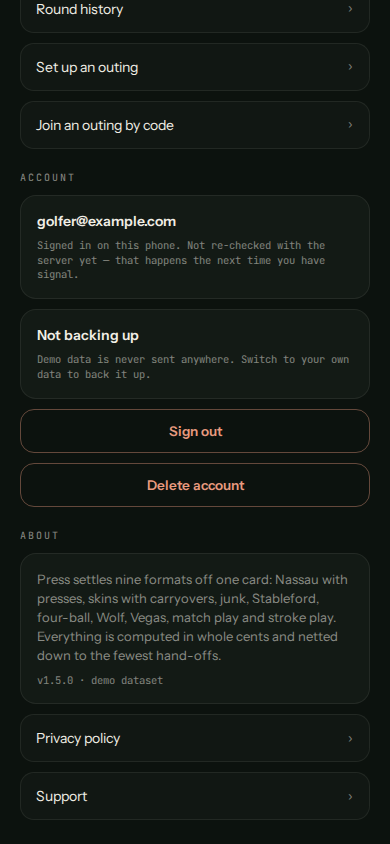 Round history
Set up an outing
Join an outing by code
ACCOUNT
golfer@example.com
Signed in on this phone. Not re-checked with the
server yet — that happens the next time you have
signal.
Not backing up
Demo data is never sent anywhere. Switch to your own
data to back it up.
Sign out
Delete account
ABOUT
Press settles nine formats off one card: Nassau with
presses, skins with carryovers, junk, Stableford,
four-ball, Wolf, Vegas, match play and stroke play.
Everything is computed in whole cents and netted
down to the fewest hand-offs.
v1.5.0 · demo dataset
Privacy policy
Support